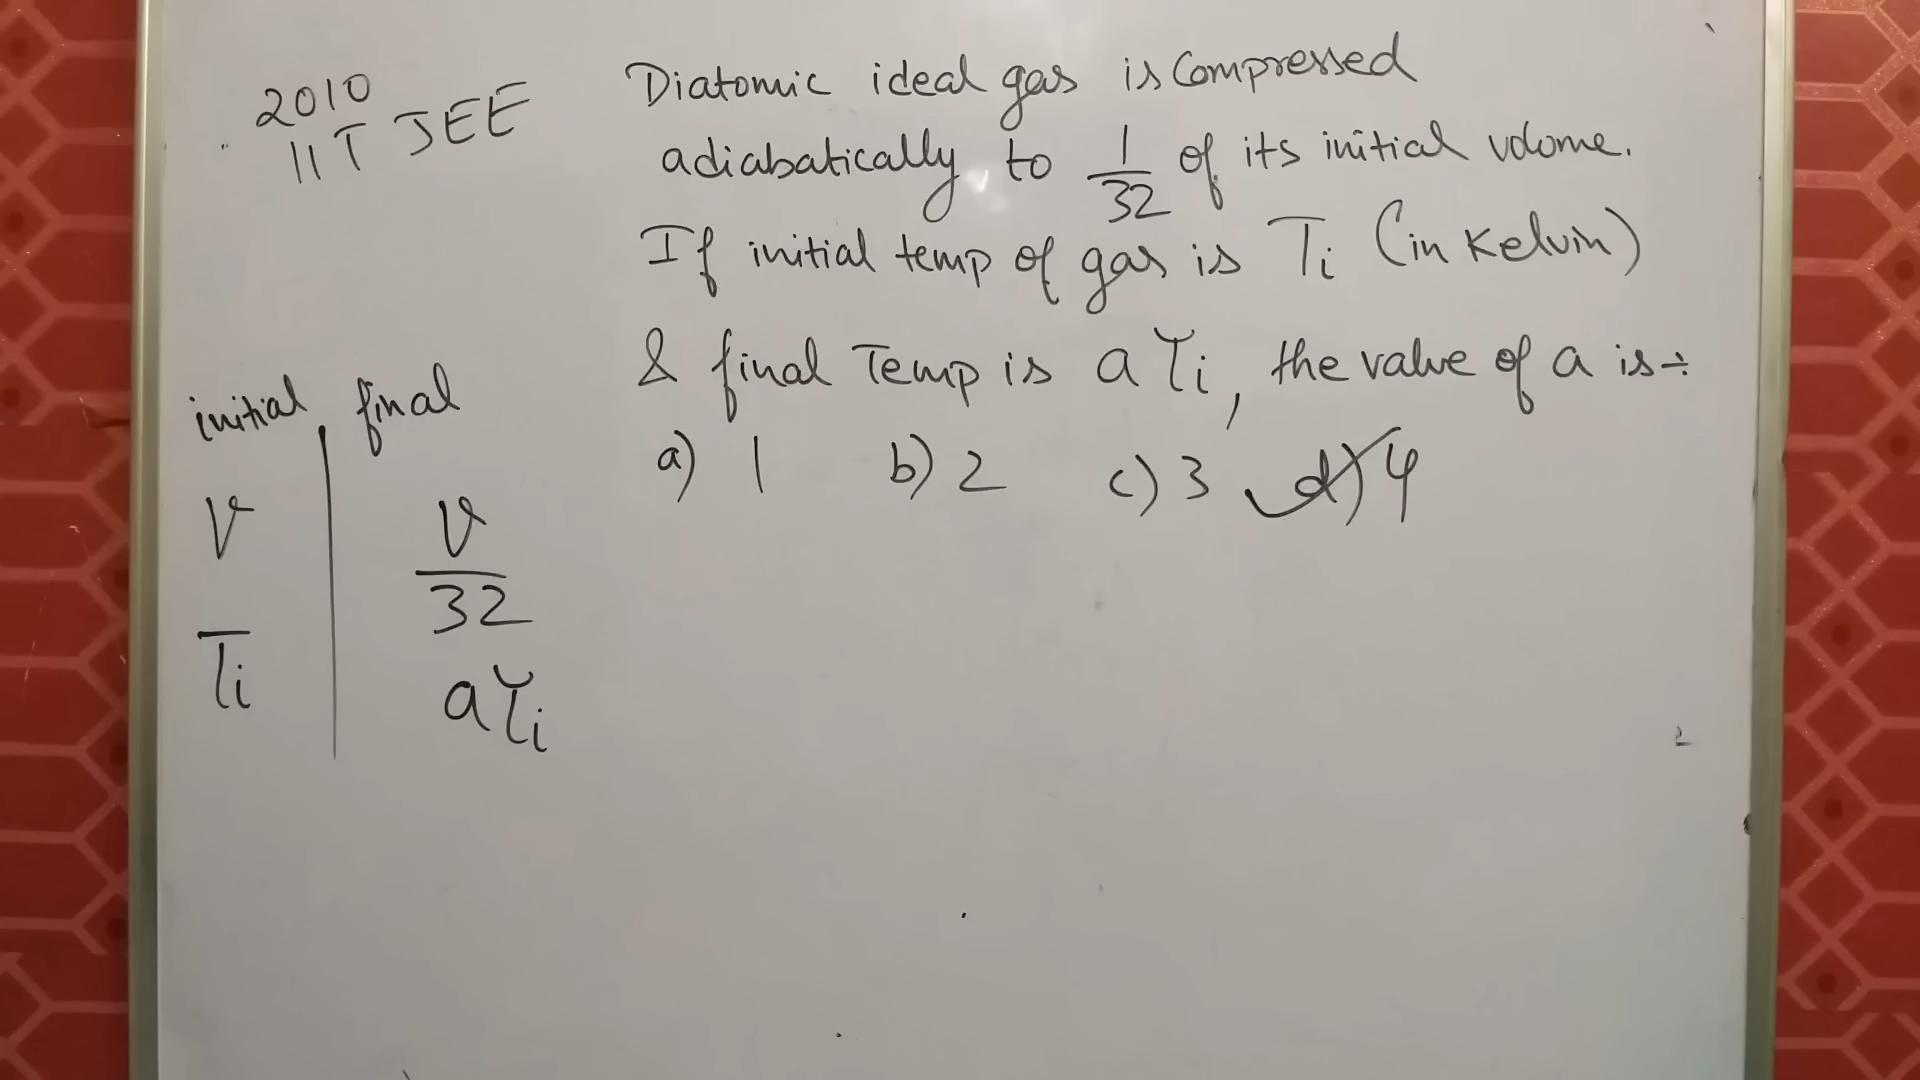 2010
IIT JEE
Diatomic ideal gas is Compressed
adiabatically to 1/32 of its initial volume.
If initial temp of gas is Ti (in Kelvin)
& final Temp is a Ti, the value of a is ÷
a) 1 b) 2 c) 3 d) 4
initial final
V V/32
Ti aTi